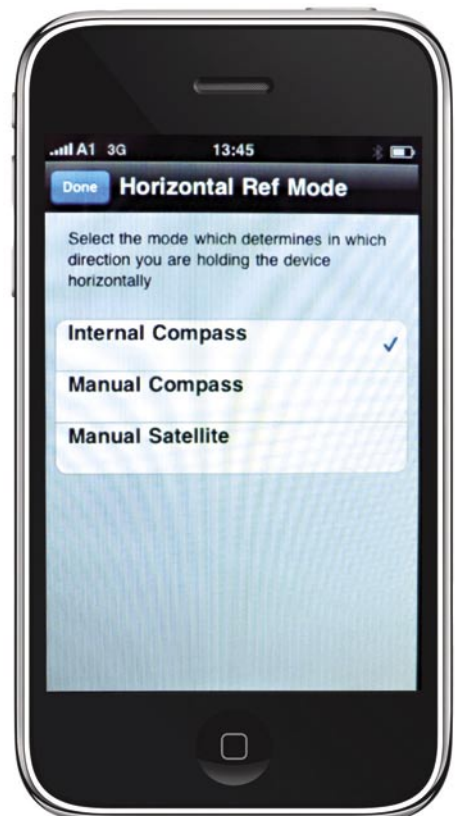 A1 3G 13:45
Done Horizontal Ref Mode
Select the mode which determines in which
direction you are holding the device
horizontally
Internal Compass
Manual Compass
Manual Satellite